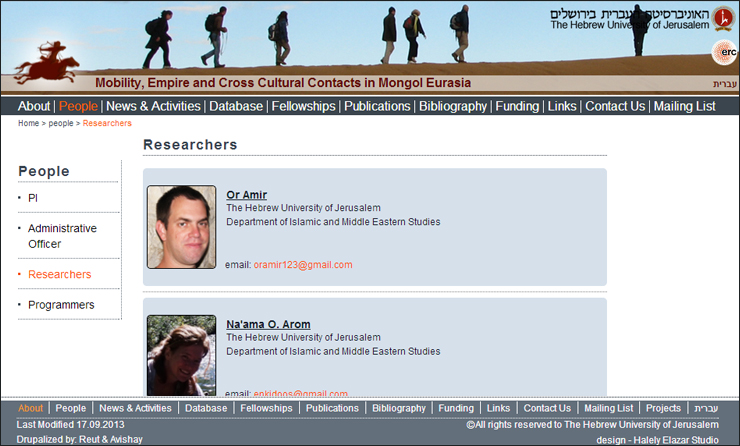 האוניברסיטה העברית בירושלים
The Hebrew University of Jerusalem
erc
Mobility, Empire and Cross Cultural Contacts in Mongol Eurasia
עברית
About | People | News & Activities | Database | Fellowships | Publications | Bibliography | Funding | Links | Contact Us | Mailing List
Home > people > Researchers
Researchers
People
• PI
• Administrative
Officer
• Researchers
• Programmers
Or Amir
The Hebrew University of Jerusalem
Department of Islamic and Middle Eastern Studies
email: oramir123@gmail.com
Na'ama O. Arom
The Hebrew University of Jerusalem
Department of Islamic and Middle Eastern Studies
email: enkidoos@gmail.com
About | People | News & Activities | Database | Fellowships | Publications | Bibliography | Funding | Links | Contact Us | Mailing List | Projects | עברית
Last Modified 17.09.2013
©All rights reserved to The Hebrew University of Jerusalem
Drupalized by: Reut & Avishay
design - Halely Elazar Studio